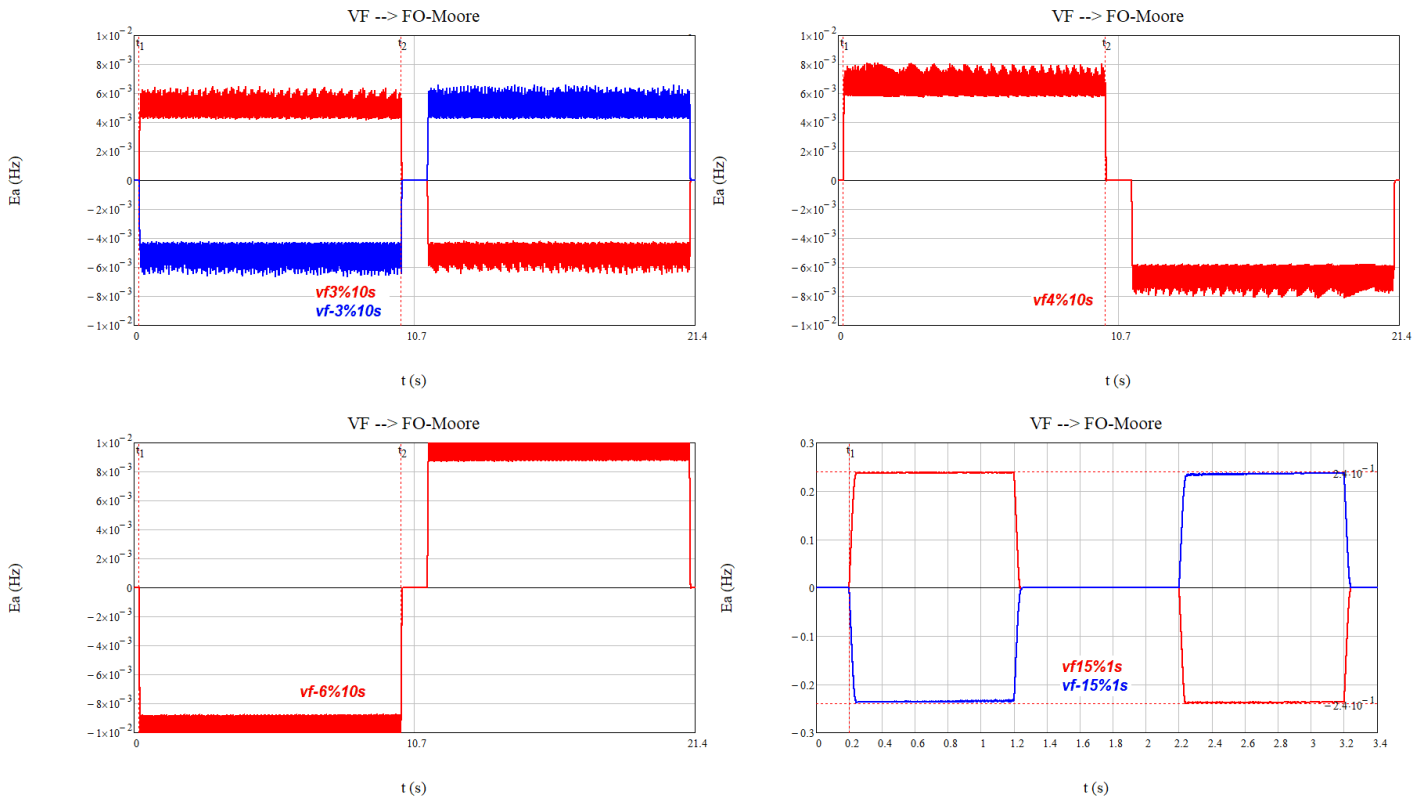 VF --> FO-Moore
1×10⁻²
8×10⁻³
6×10⁻³
4×10⁻³
2×10⁻³
0
−2×10⁻³
−4×10⁻³
−6×10⁻³
−8×10⁻³
−1×10⁻²
Ea (Hz)
t₁
t₂
vf3%10s
vf-3%10s
0
10.7
21.4
t (s)
VF --> FO-Moore
1×10⁻²
8×10⁻³
6×10⁻³
4×10⁻³
2×10⁻³
0
−2×10⁻³
−4×10⁻³
−6×10⁻³
−8×10⁻³
−1×10⁻²
Ea (Hz)
t₁
t₂
vf4%10s
0
10.7
21.4
t (s)
VF --> FO-Moore
1×10⁻²
8×10⁻³
6×10⁻³
4×10⁻³
2×10⁻³
0
−2×10⁻³
−4×10⁻³
−6×10⁻³
−8×10⁻³
−1×10⁻²
Ea (Hz)
t₁
t₂
vf-6%10s
0
10.7
21.4
t (s)
VF --> FO-Moore
0.3
0.2
0.1
0
−0.1
−0.2
−0.3
Ea (Hz)
t₁
2.4·10⁻¹
vf15%1s
vf-15%1s
−2.4·10⁻¹
0 0.2 0.4 0.6 0.8 1 1.2 1.4 1.6 1.8 2 2.2 2.4 2.6 2.8 3 3.2 3.4
t (s)